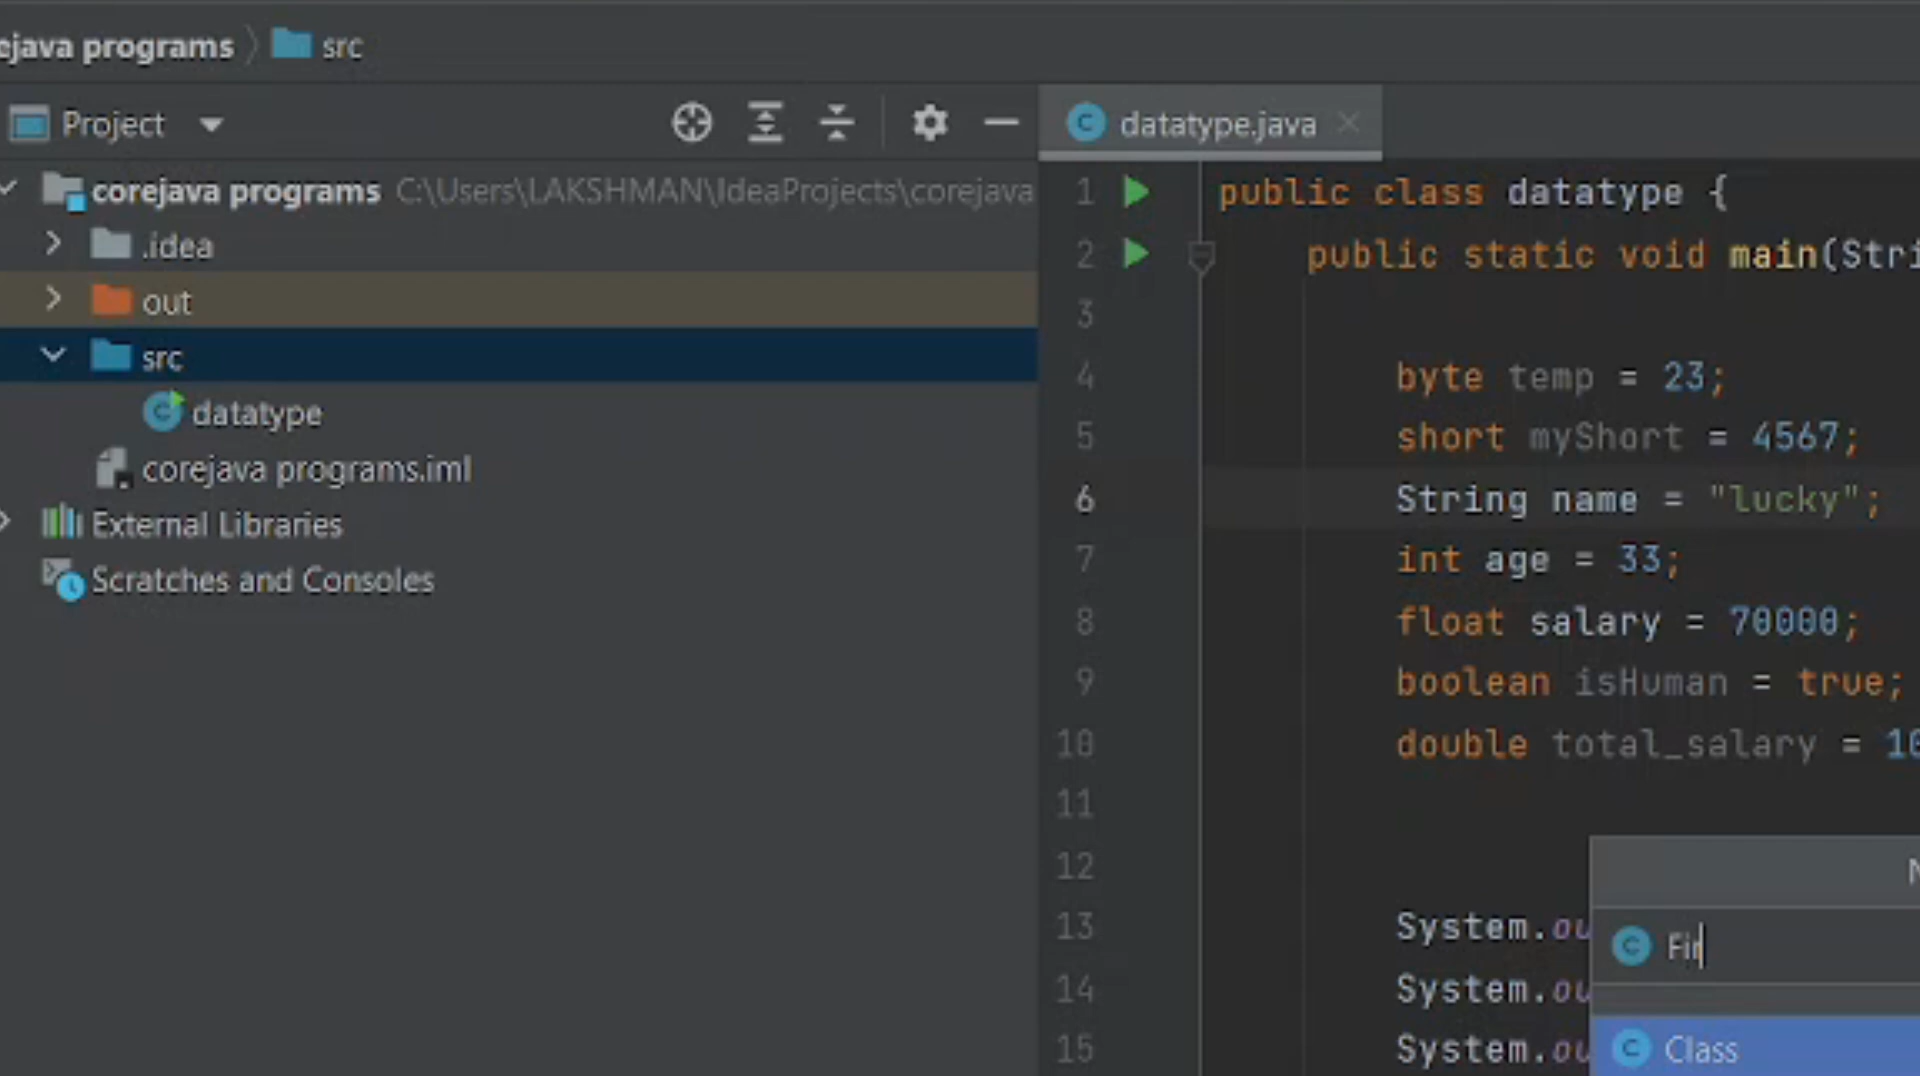 ejava programs 〉 src
Project
datatype.java
corejava programs C:\Users\LAKSHMAN\IdeaProjects\corejava
.idea
out
src
datatype
corejava programs.iml
External Libraries
Scratches and Consoles
1 public class datatype {
2 public static void main(Stri
3
4 byte temp = 23;
5 short myShort = 4567;
6 String name = "lucky";
7 int age = 33;
8 float salary = 70000;
9 boolean isHuman = true;
10 double total_salary = 10
11
12
13 System.ou
14 System.ou
15 System.ou
Fir
Class